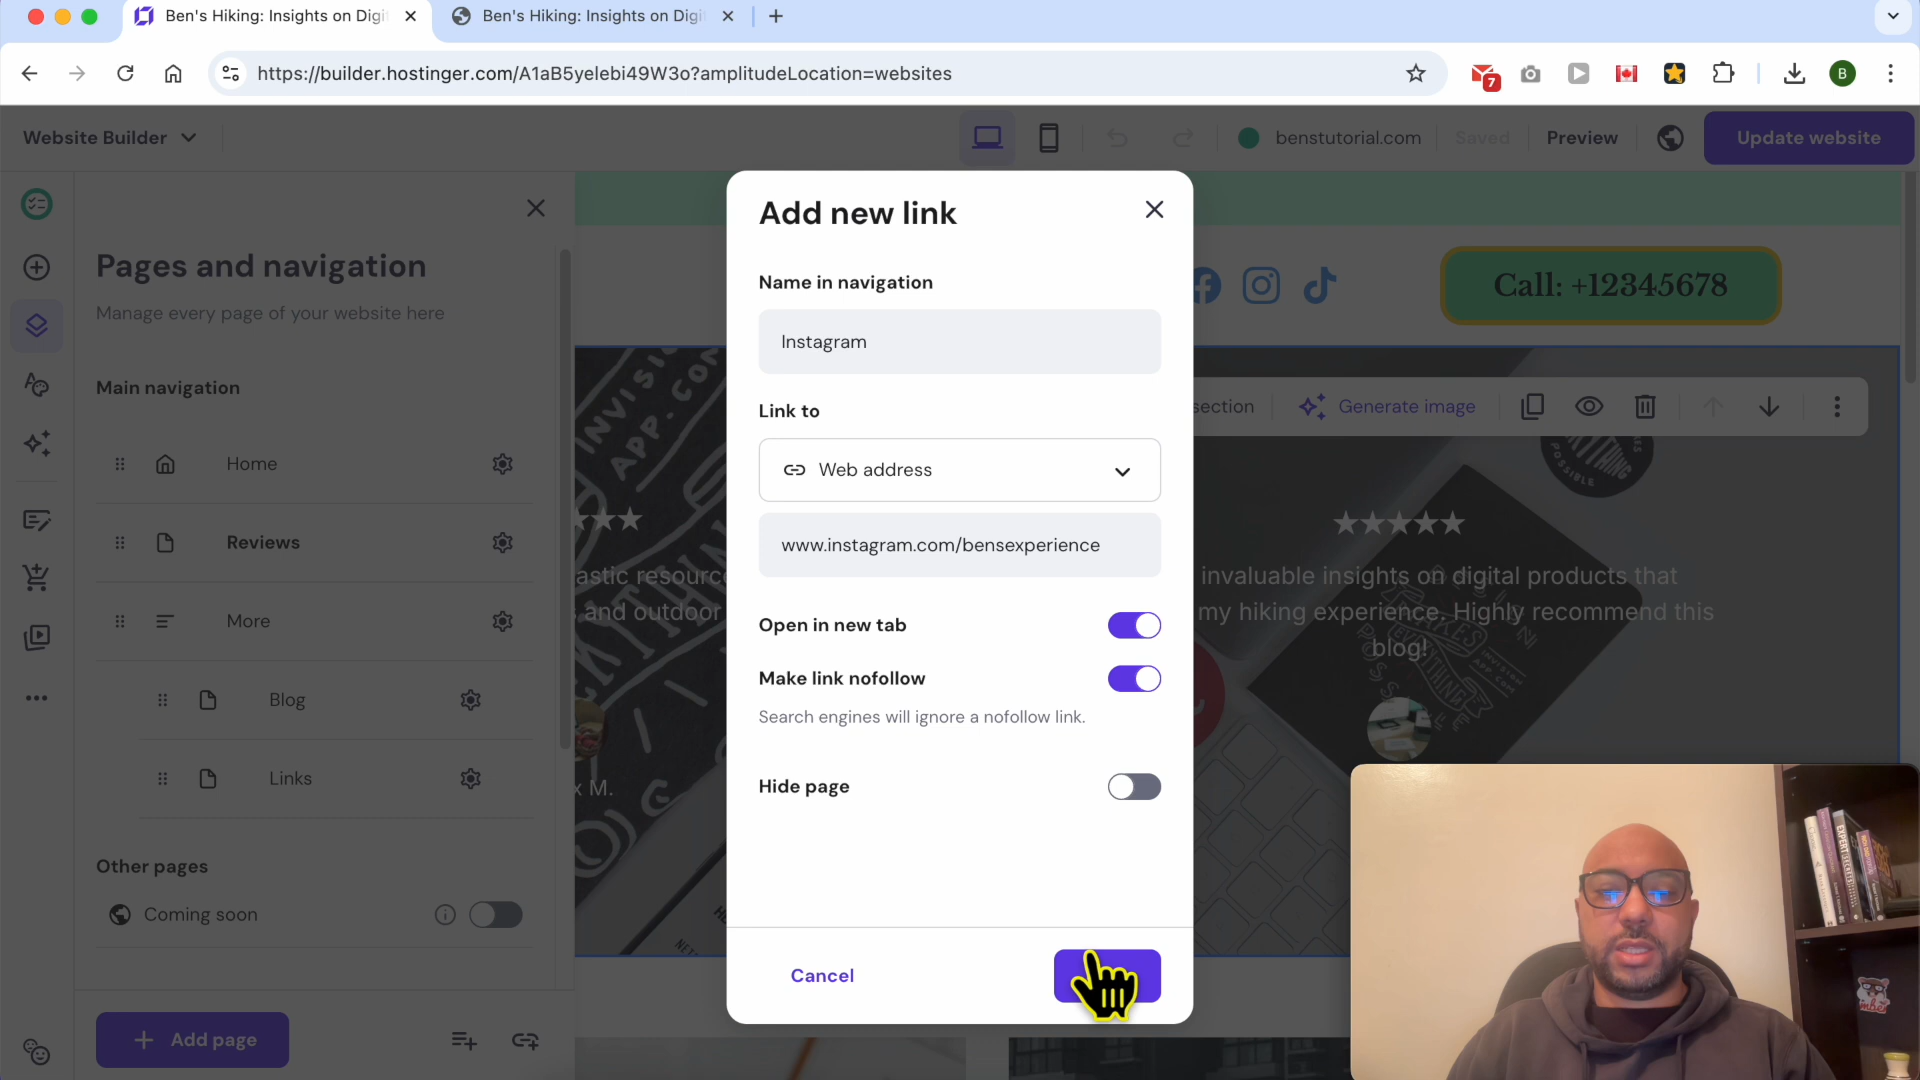 Ben's Hiking: Insights on Digi
Ben's Hiking: Insights on Digi
https://builder.hostinger.com/A1aB5yelebi49W3o?amplitudeLocation=websites
7
B
Website Builder
benstutorial.com
Saved
Preview
Update website
Pages and navigation
Manage every page of your website here
Main navigation
Home
Reviews
More
Blog
Links
Other pages
Coming soon
Add page
Add new link
Name in navigation
Instagram
Link to
Web address
www.instagram.com/bensexperience
Open in new tab
Make link nofollow
Search engines will ignore a nofollow link.
Hide page
Cancel
Call: +12345678
section
Generate image
astic resourc
and outdoor
x M.
invaluable insights on digital products that
my hiking experience. Highly recommend this
blog!
EXPERT